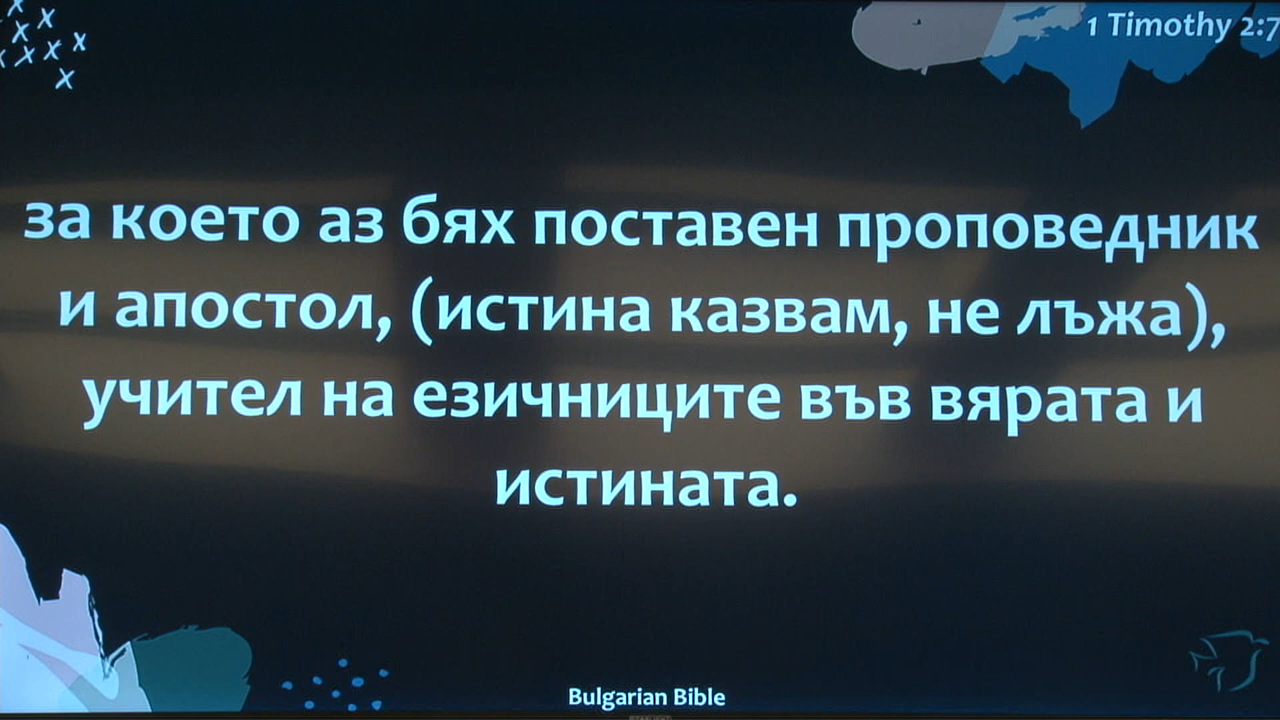 1 Timothy 2:7
за което аз бях поставен проповедник
и апостол, (истина казвам, не лъжа),
учител на езичниците във вярата и
истината.
Bulgarian Bible